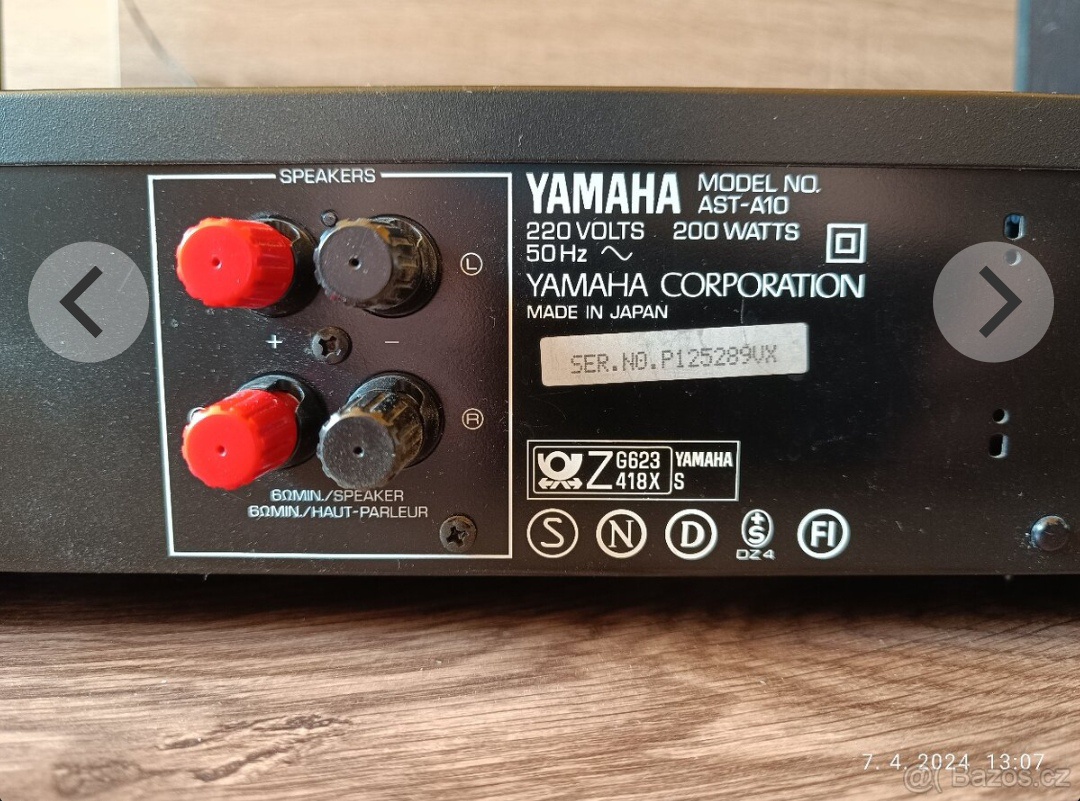 SPEAKERS
L
+ −
R
6ΩMIN./SPEAKER
6ΩMIN./HAUT-PARLEUR
YAMAHA MODEL NO.
AST-A10
220 VOLTS 200 WATTS
50 Hz ~
YAMAHA CORPORATION
MADE IN JAPAN
SER.NO.P125289VX
Z G623 YAMAHA
418X S
S N D +S FI
DZ4
7. 4. 2024 13:07
@( Bazos.cz